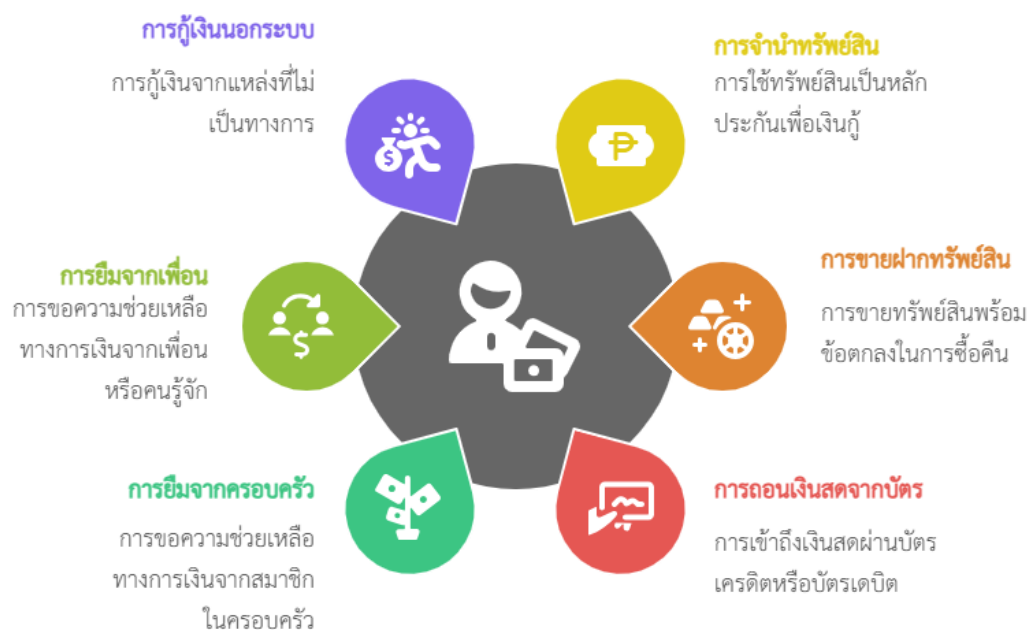 การกู้เงินนอกระบบ
การกู้เงินจากแหล่งที่ไม่
เป็นทางการ
การจำนำทรัพย์สิน
การใช้ทรัพย์สินเป็นหลัก
ประกันเพื่อเงินกู้
การยืมจากเพื่อน
การขอความช่วยเหลือ
ทางการเงินจากเพื่อน
หรือคนรู้จัก
การขายฝากทรัพย์สิน
การขายทรัพย์สินพร้อม
ข้อตกลงในการซื้อคืน
การยืมจากครอบครัว
การขอความช่วยเหลือ
ทางการเงินจากสมาชิก
ในครอบครัว
การถอนเงินสดจากบัตร
การเข้าถึงเงินสดผ่านบัตร
เครดิตหรือบัตรเดบิต